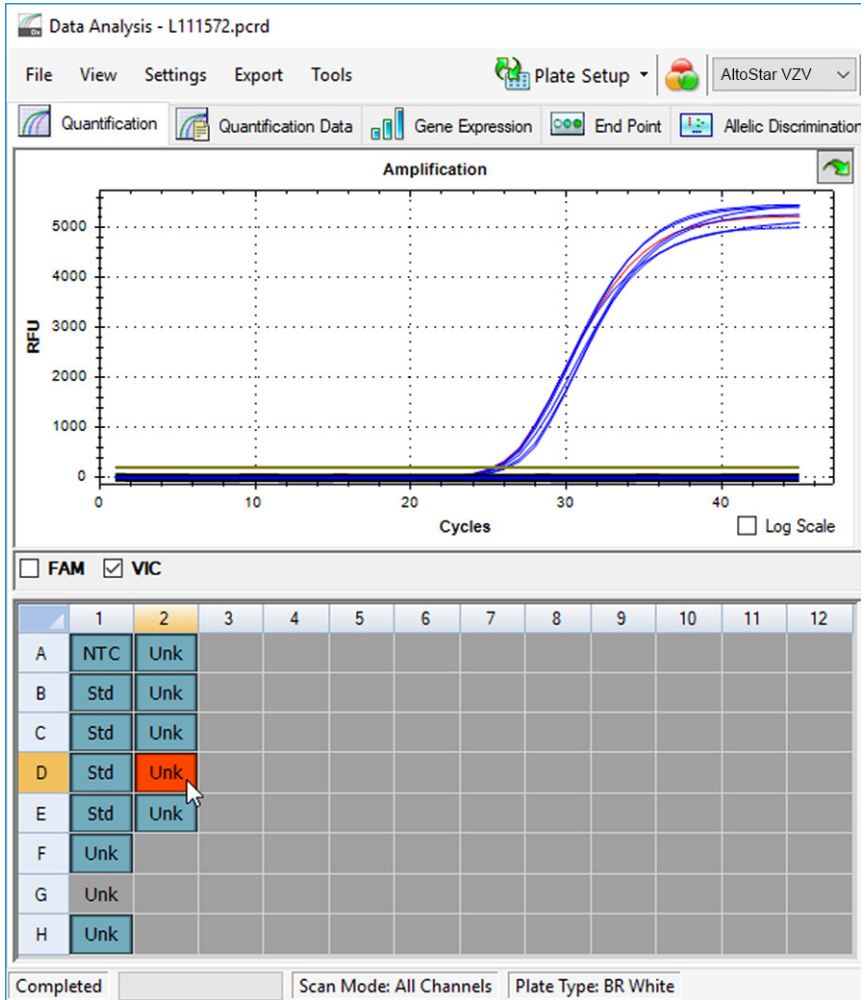 Data Analysis - L111572.pcrd
File View Settings Export Tools Plate Setup AltoStar VZV
Quantification Quantification Data Gene Expression End Point Allelic Discrimination
Amplification
5000
4000
3000
2000
1000
0
RFU
0 10 20 30 40
Cycles
Log Scale
FAM VIC
1 2 3 4 5 6 7 8 9 10 11 12
A NTC Unk
B Std Unk
C Std Unk
D Std Unk
E Std Unk
F Unk
G Unk
H Unk
Completed Scan Mode: All Channels Plate Type: BR White